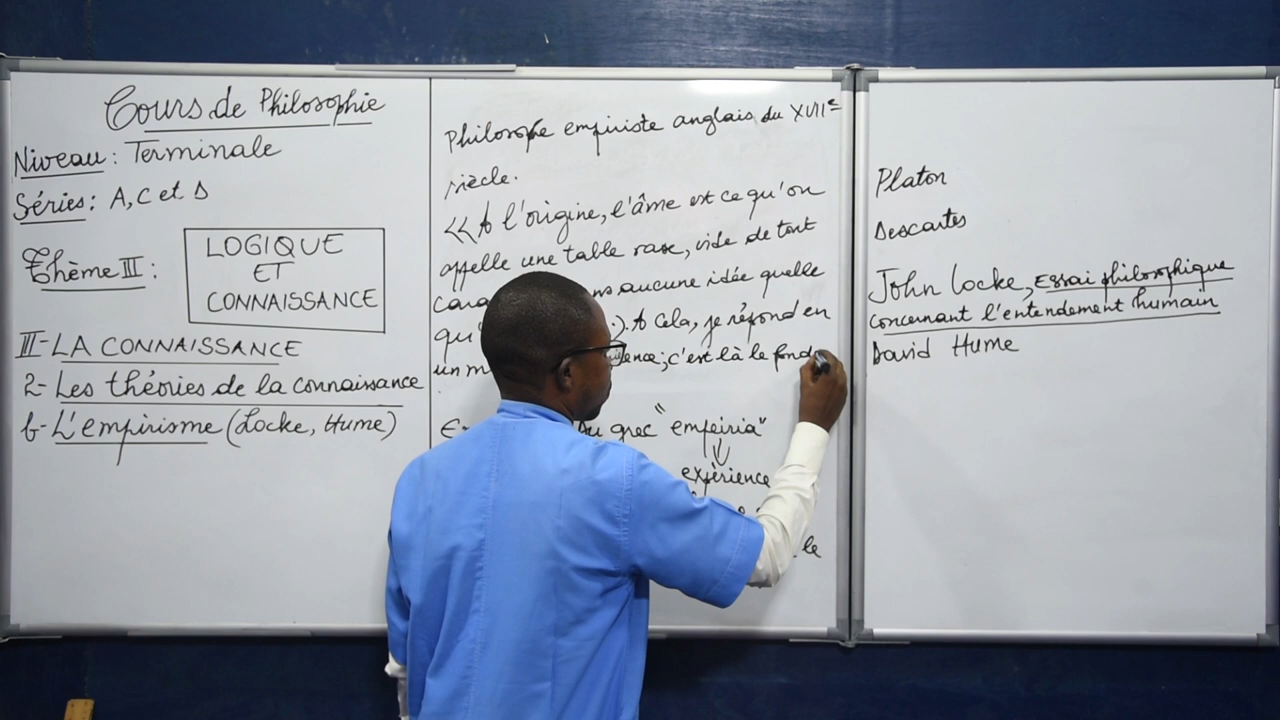 Cours de Philosophie
Niveau : Terminale
Séries : A, C et D
Thème III :
LOGIQUE
ET
CONNAISSANCE
III-LA CONNAISSANCE
2- Les théories de la connaissance
b- L'empirisme (Locke, Hume)
Philosophe empiriste anglais du XVIIe
siècle.
<< A l'origine, l'âme est ce qu'on
appelle une table rase, vide de tout
aucune idée quelle
qu' .). A cela, je répond en
un m ; c'est là le fond
Du grec "empeiria"
expérience
le
Platon
Descartes
John Locke, Essai philosophique
concernant l'entendement humain
David Hume